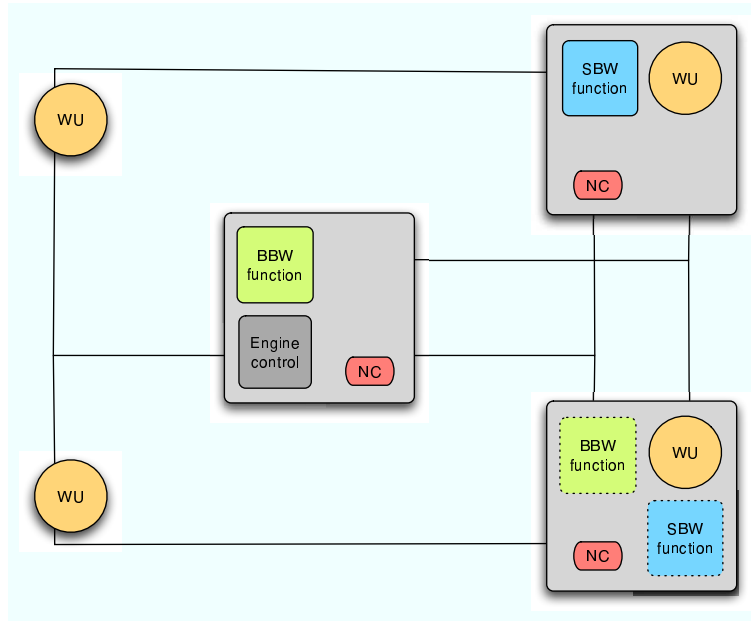 SBW
function
WU
NC
WU
BBW
function
Engine
control
NC
BBW
function
WU
SBW
function
NC
WU